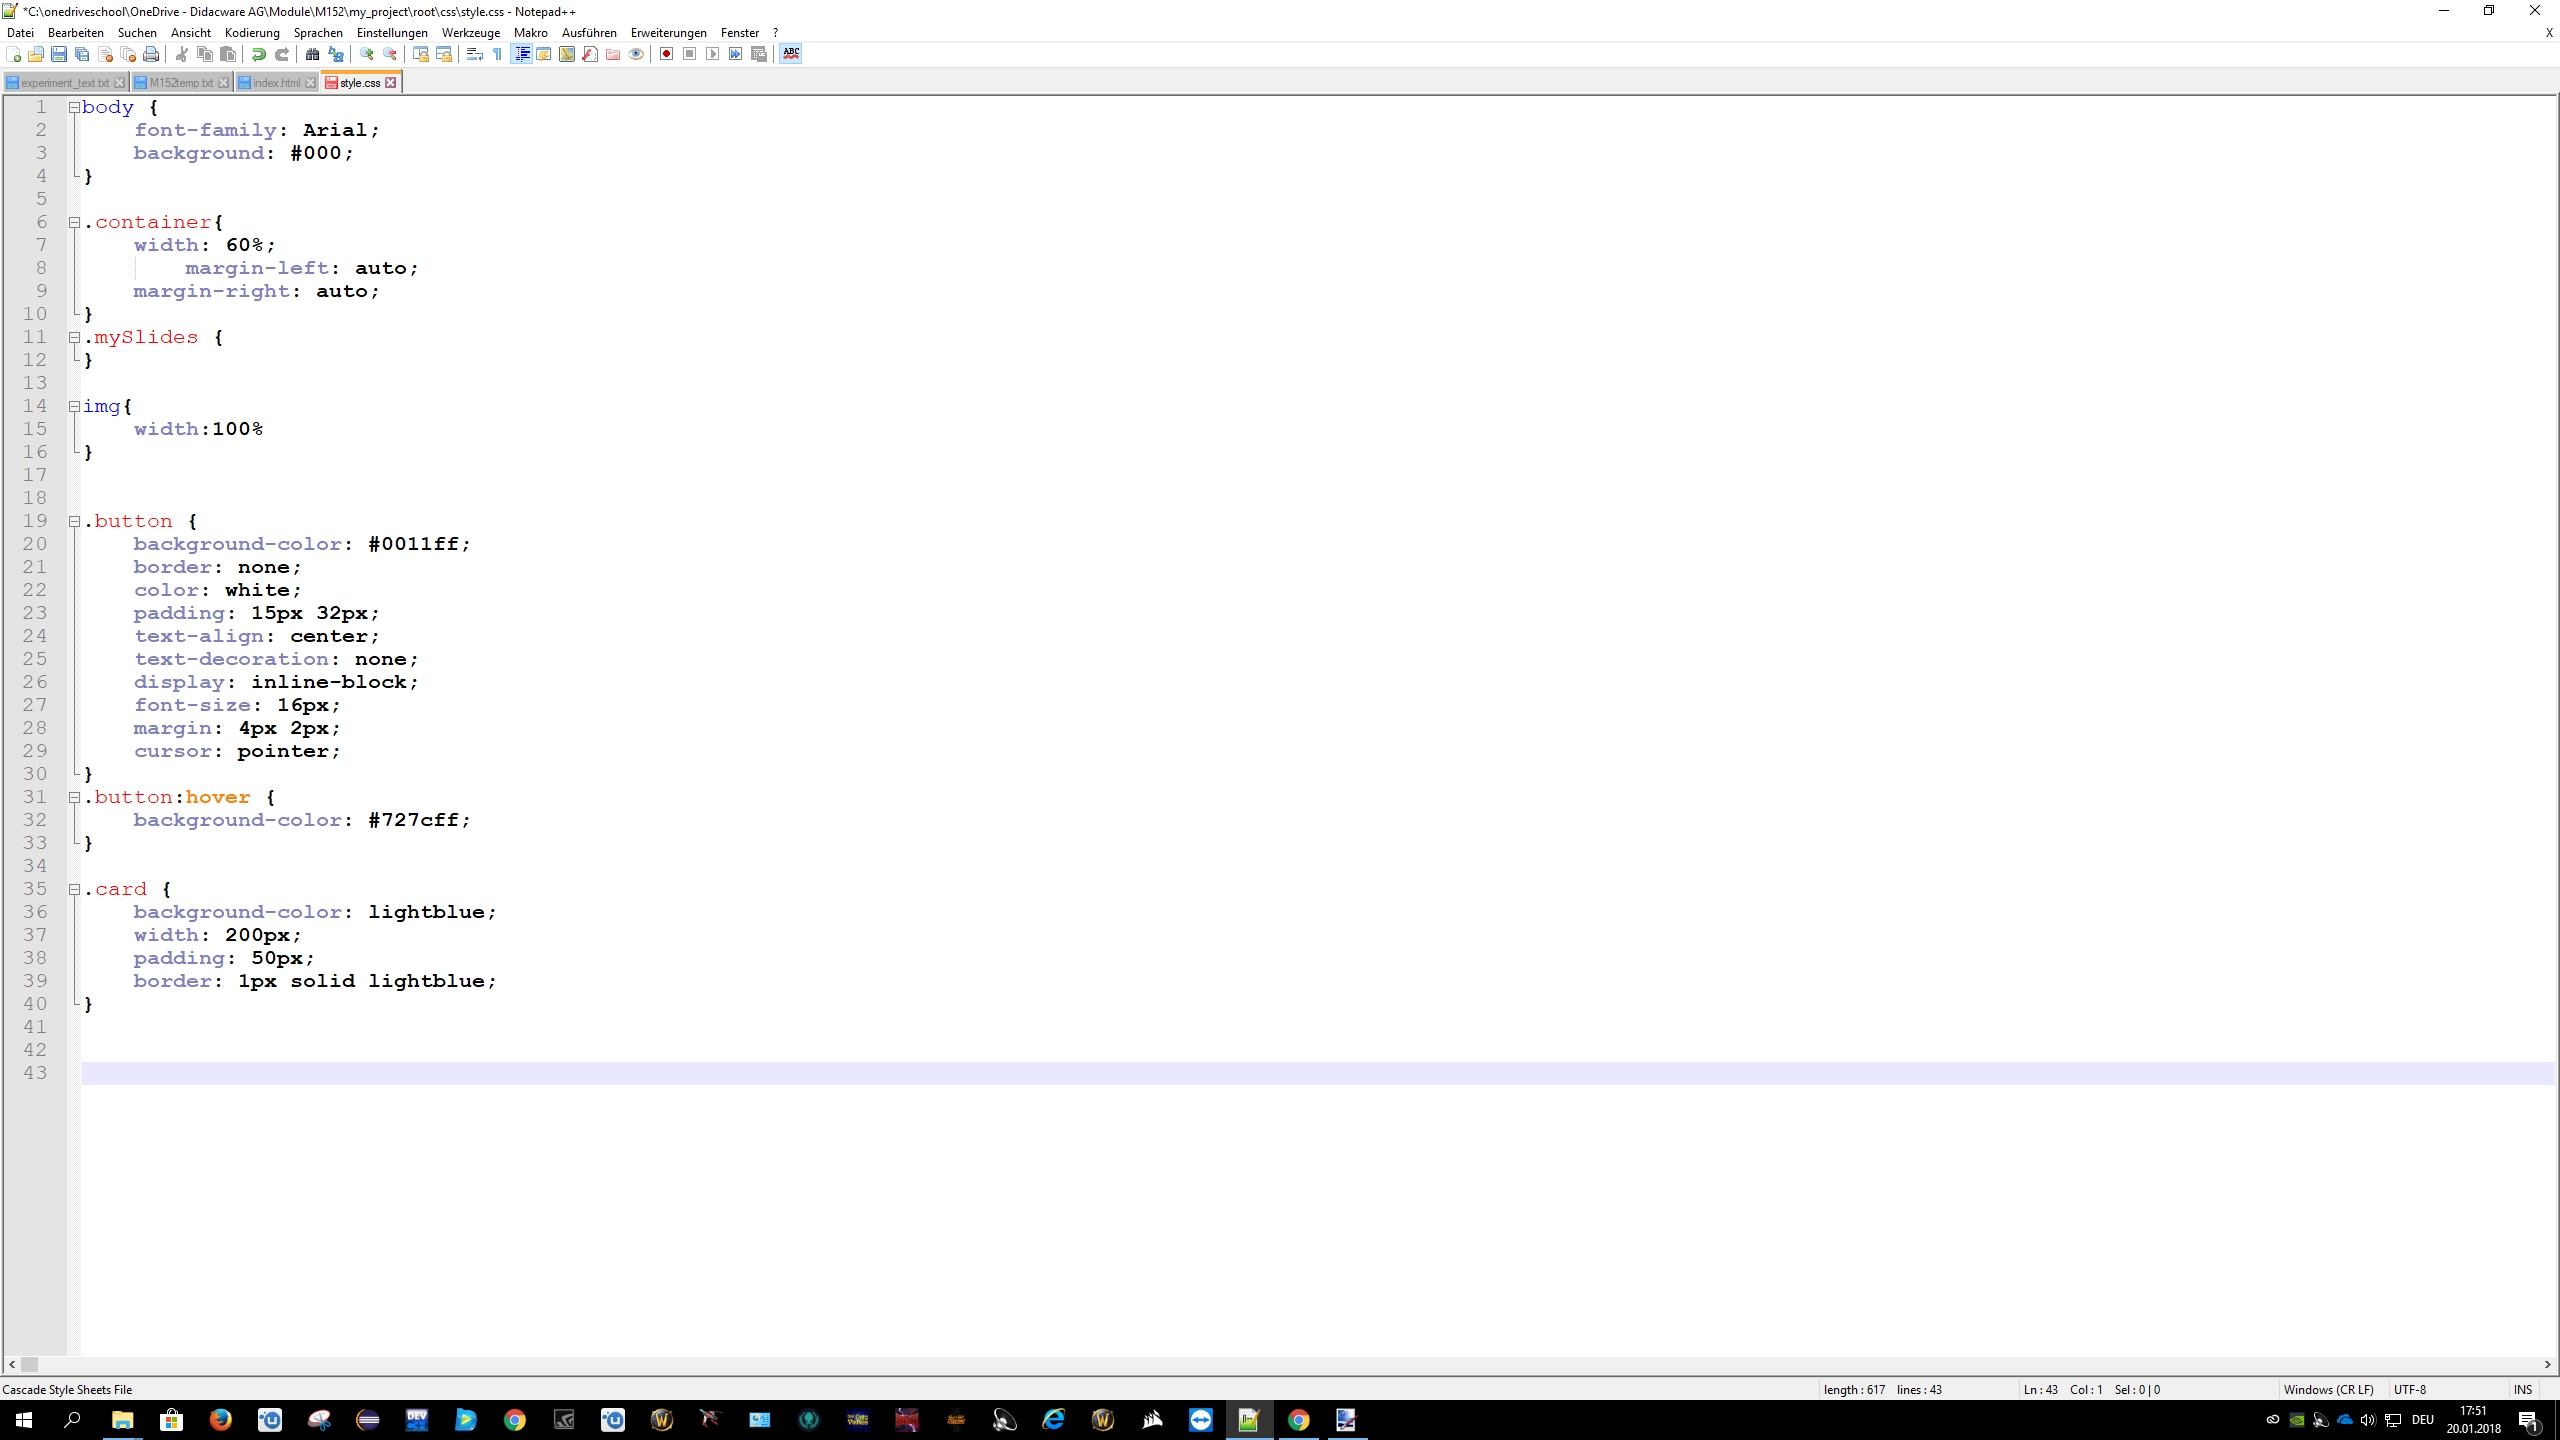 *C:\onedriveschool\OneDrive - Didacware AG\Module\M152\my_project\root\css\style.css - Notepad++
Datei Bearbeiten Suchen Ansicht Kodierung Sprachen Einstellungen Werkzeuge Makro Ausführen Erweiterungen Fenster ? X
ABC
experiment_text.txt M152temp.txt index.html style.css
1 body {
2 font-family: Arial;
3 background: #000;
4 }
5
6 .container{
7 width: 60%;
8 margin-left: auto;
9 margin-right: auto;
10 }
11 .mySlides {
12 }
13
14 img{
15 width:100%
16 }
17
18
19 .button {
20 background-color: #0011ff;
21 border: none;
22 color: white;
23 padding: 15px 32px;
24 text-align: center;
25 text-decoration: none;
26 display: inline-block;
27 font-size: 16px;
28 margin: 4px 2px;
29 cursor: pointer;
30 }
31 .button:hover {
32 background-color: #727cff;
33 }
34
35 .card {
36 background-color: lightblue;
37 width: 200px;
38 padding: 50px;
39 border: 1px solid lightblue;
40 }
41
42
43
Cascade Style Sheets File length : 617 lines : 43 Ln : 43 Col : 1 Sel : 0 | 0 Windows (CR LF) UTF-8 INS
DEV DEU 17:51
20.01.2018 1